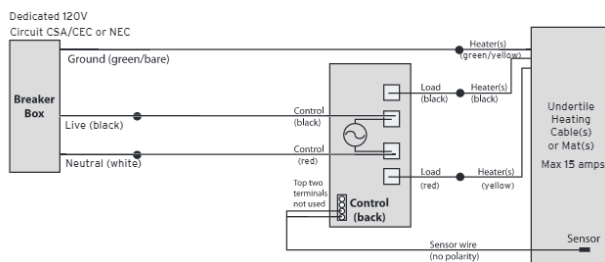 Dedicated 120V
Circuit CSA/CEC or NEC
Ground (green/bare)
Heater(s)
(green/yellow)
Breaker
Box
Live (black)
Neutral (white)
Control
(black)
Control
(red)
Load
(black)
Heater(s)
(black)
Load
(red)
Heater(s)
(yellow)
Top two
terminals
not used
Control
(back)
Undertile
Heating
Cable(s)
or Mat(s)
Max 15 amps
Sensor wire
(no polarity)
Sensor